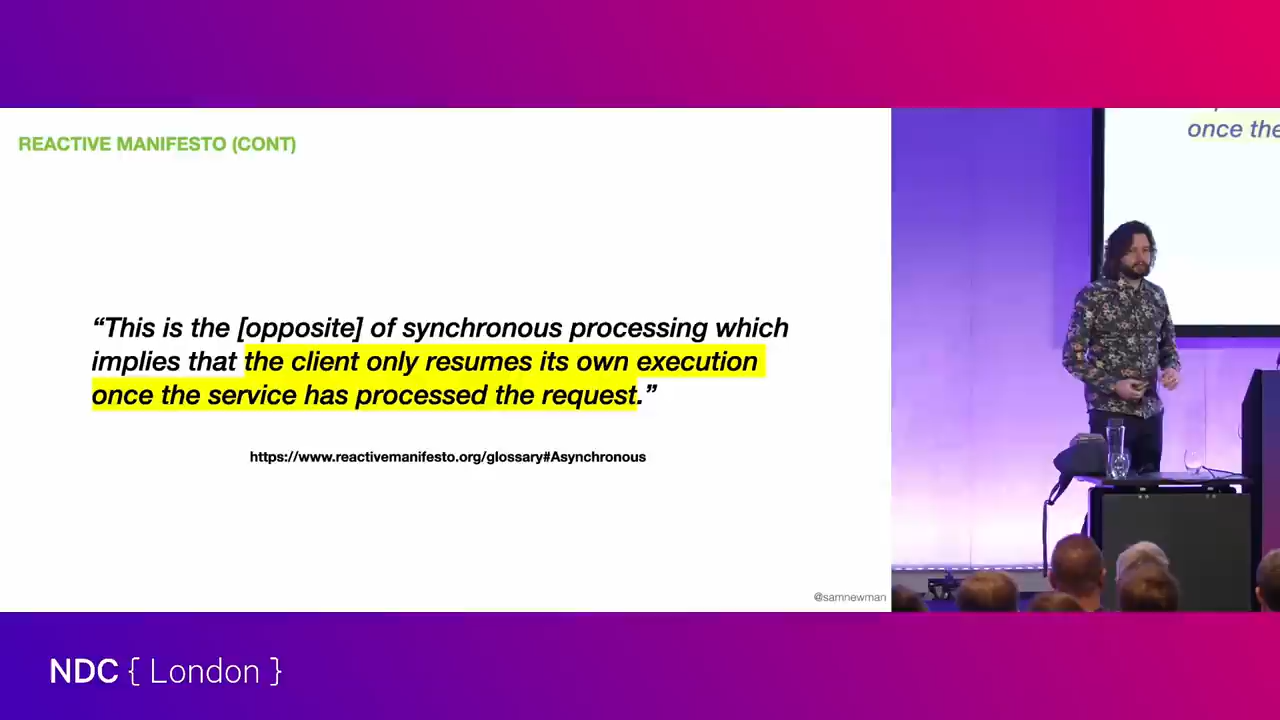 REACTIVE MANIFESTO (CONT)
“This is the [opposite] of synchronous processing which
implies that the client only resumes its own execution
once the service has processed the request.”
https://www.reactivemanifesto.org/glossary#Asynchronous
@samnewman
once the
NDC { London }